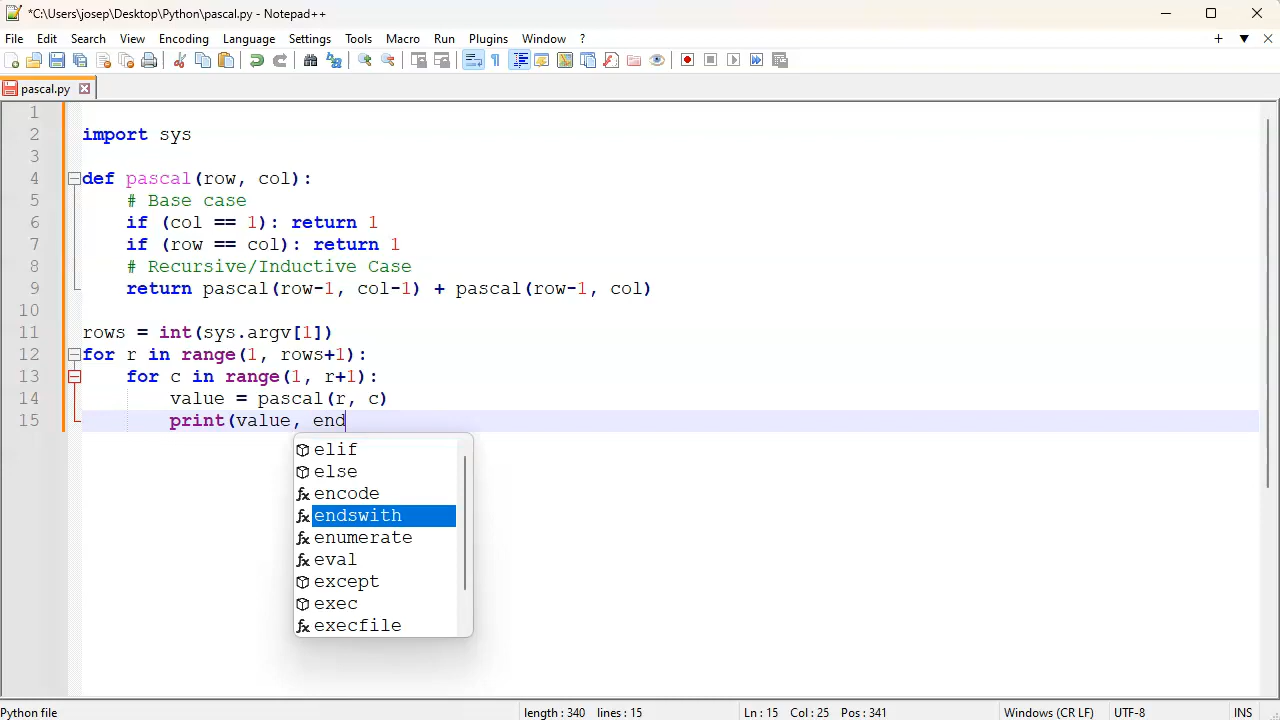 *C:\Users\josep\Desktop\Python\pascal.py - Notepad++
File Edit Search View Encoding Language Settings Tools Macro Run Plugins Window ?
pascal.py
1
2 import sys
3
4 def pascal(row, col):
5     # Base case
6     if (col == 1): return 1
7     if (row == col): return 1
8     # Recursive/Inductive Case
9     return pascal(row-1, col-1) + pascal(row-1, col)
10
11 rows = int(sys.argv[1])
12 for r in range(1, rows+1):
13     for c in range(1, r+1):
14         value = pascal(r, c)
15         print(value, end
elif
else
encode
endswith
enumerate
eval
except
exec
execfile
Python file length : 340 lines : 15 Ln : 15 Col : 25 Pos : 341 Windows (CR LF) UTF-8 INS